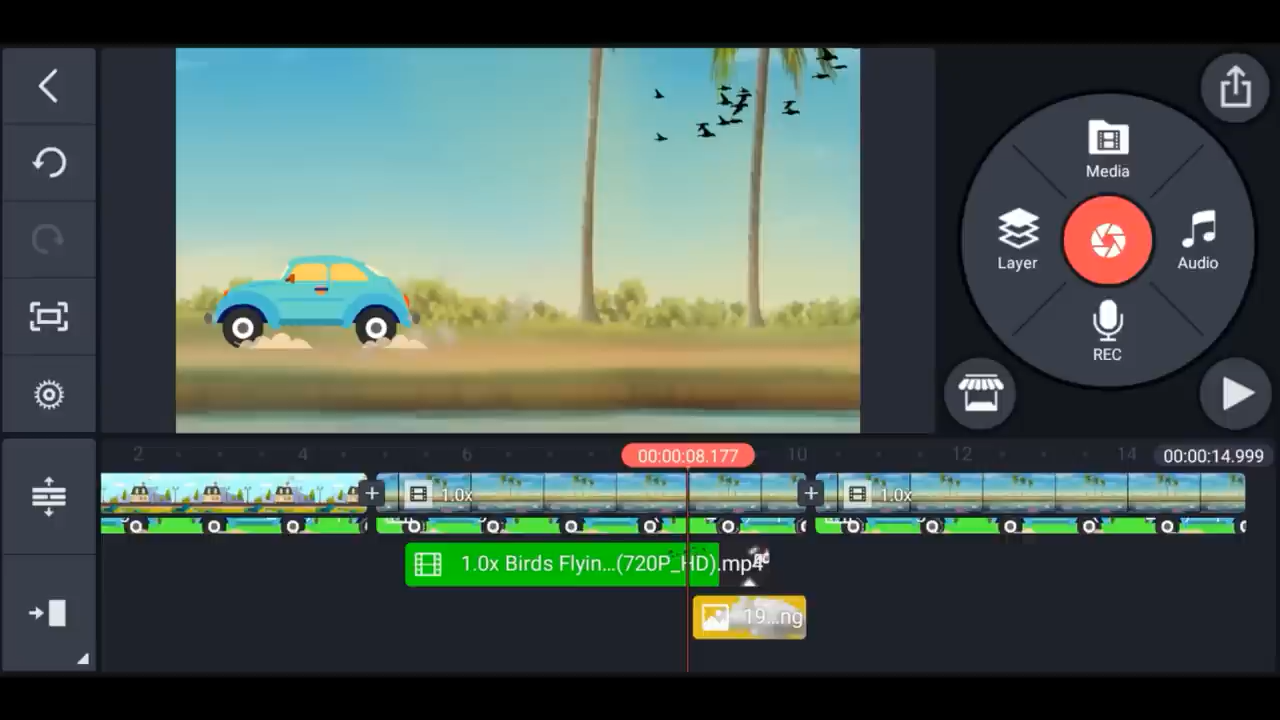 Media
Layer
Audio
REC
2
4
6
00:00:08.177
10
12
14
00:00:14.999
1.0x
1.0x
1.0x Birds Flyin...(720P_HD).mp4
19...ng